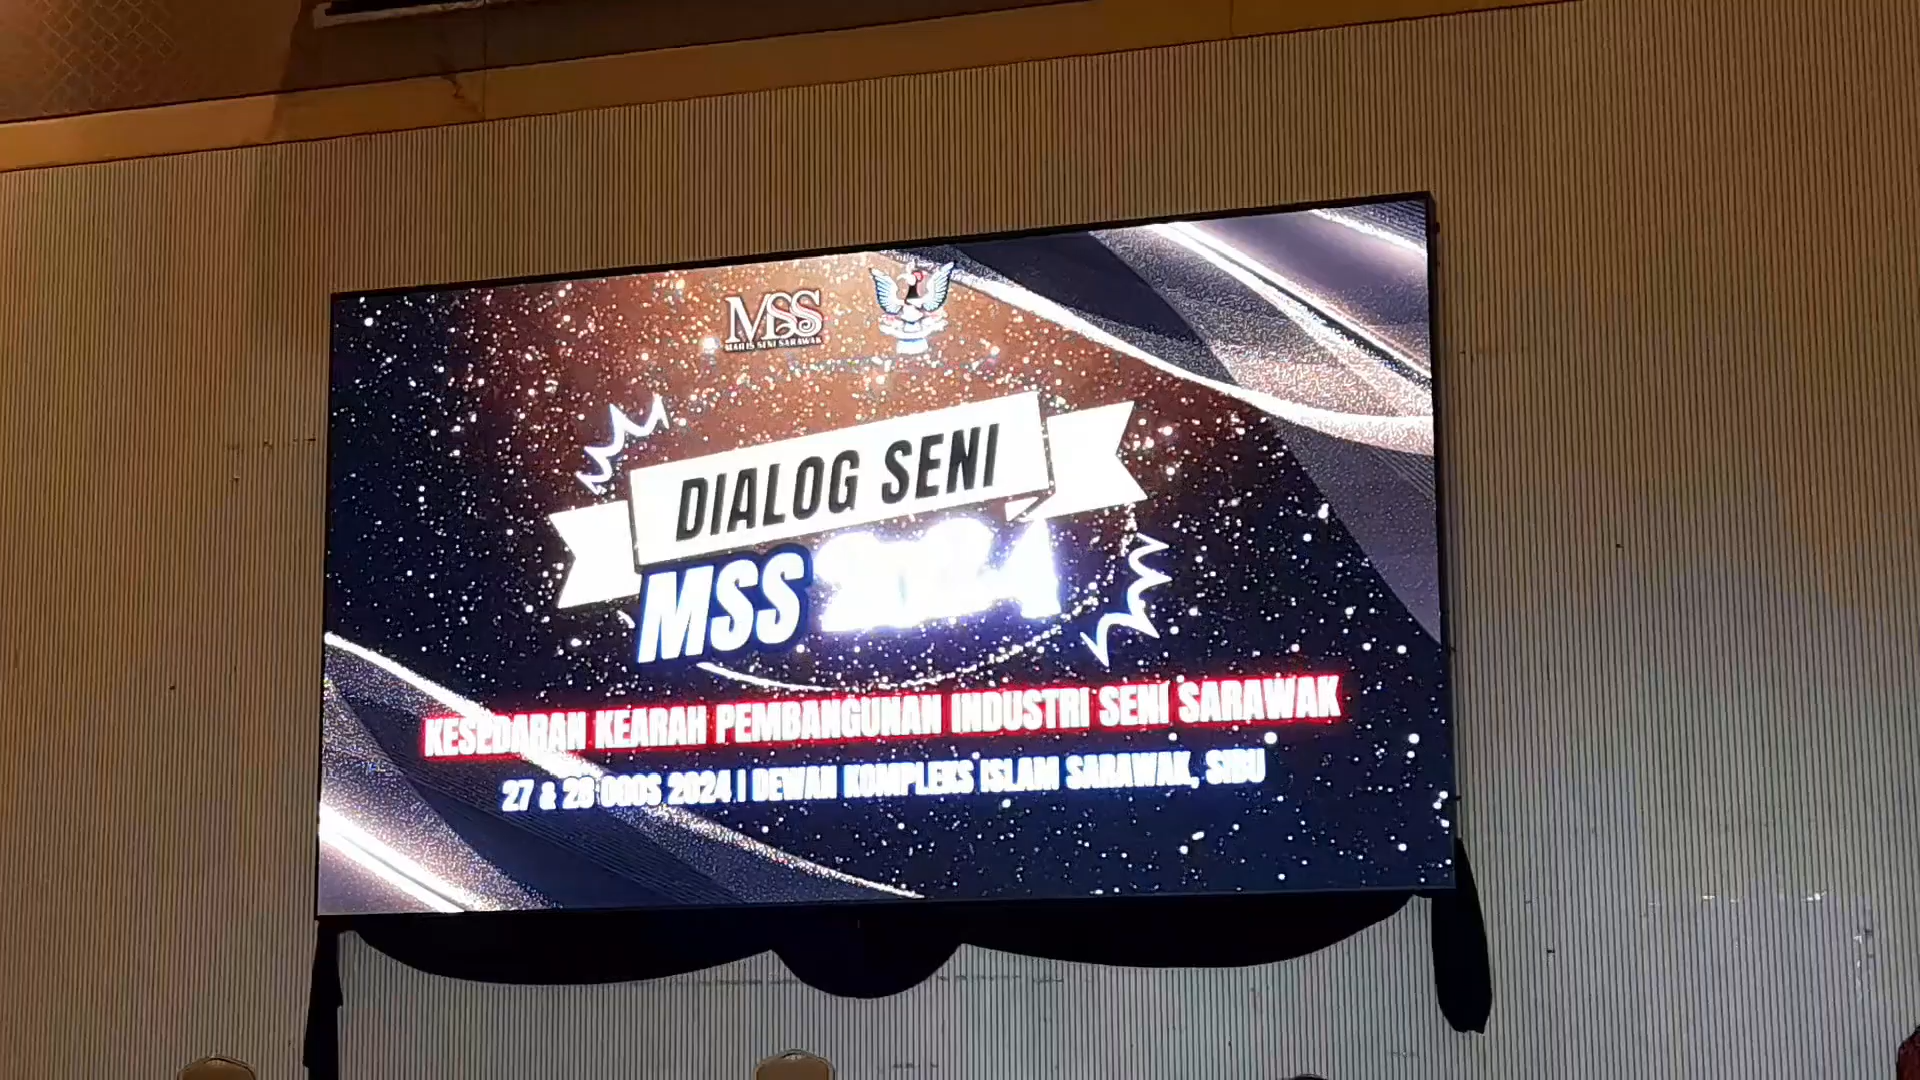 MSS
MAJLIS SENI SARAWAK
DIALOG SENI
MSS 2024
KESEDARAN KEARAH PEMBANGUNAN INDUSTRI SENI SARAWAK
27 & 28 OGOS 2024 | DEWAN KOMPLEKS ISLAM SARAWAK, SIBU